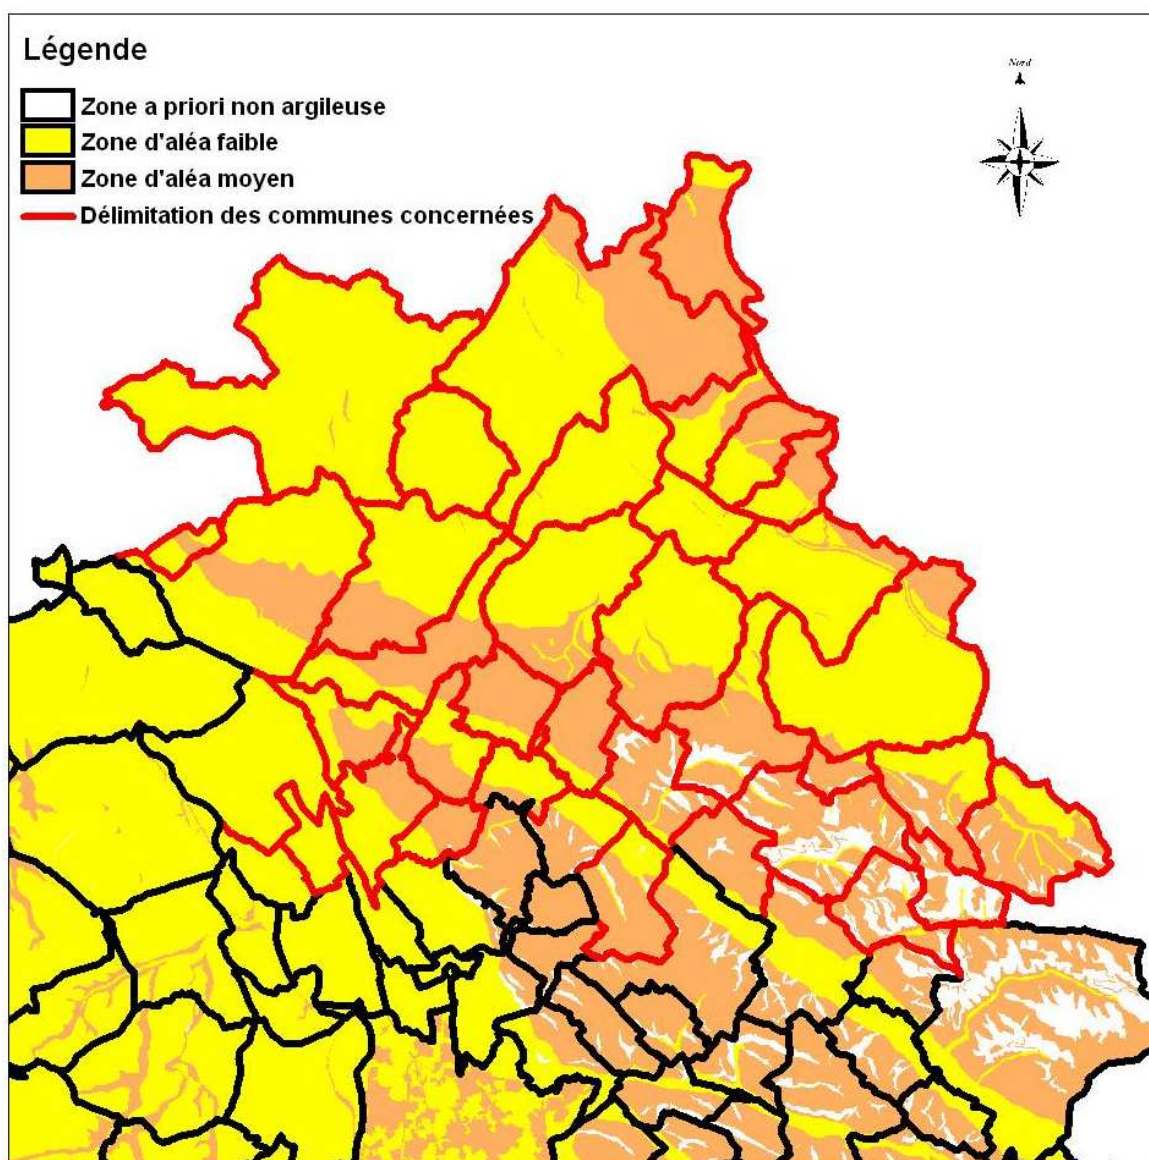 Légende
Nord
Zone a priori non argileuse
Zone d'aléa faible
Zone d'aléa moyen
Délimitation des communes concernées